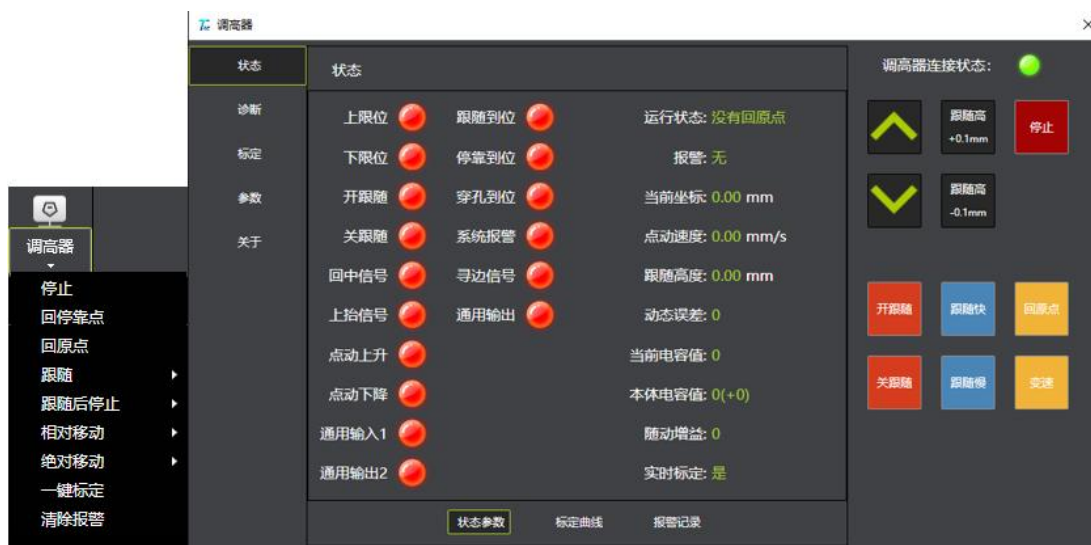 调高器
停止
回停靠点
回原点
跟随
跟随后停止
相对移动
绝对移动
一键标定
清除报警
调高器
状态
诊断
标定
参数
关于
状态
上限位 跟随到位 运行状态: 没有回原点
下限位 停靠到位 报警: 无
开跟随 穿孔到位 当前坐标: 0.00 mm
关跟随 系统报警 点动速度: 0.00 mm/s
回中信号 寻边信号 跟随高度: 0.00 mm
上抬信号 通用输出 动态误差: 0
点动上升 当前电容值: 0
点动下降 本体电容值: 0(+0)
通用输入1 随动增益: 0
通用输出2 实时标定: 是
状态参数 标定曲线 报警记录
调高器连接状态:
跟随高
+0.1mm
停止
跟随高
-0.1mm
开跟随 跟随快 回原点
关跟随 跟随慢 变速